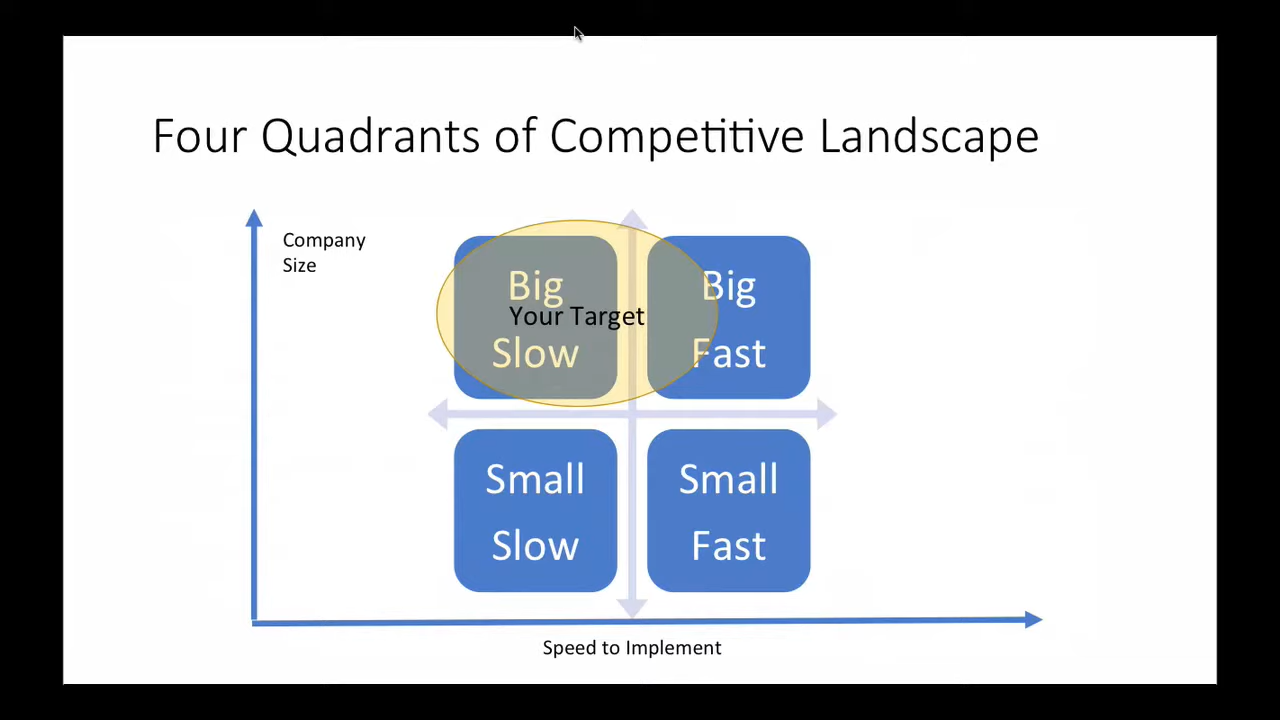 Four Quadrants of Competitive Landscape
Company
Size
Big
Slow
Your Target
Big
Fast
Small
Slow
Small
Fast
Speed to Implement